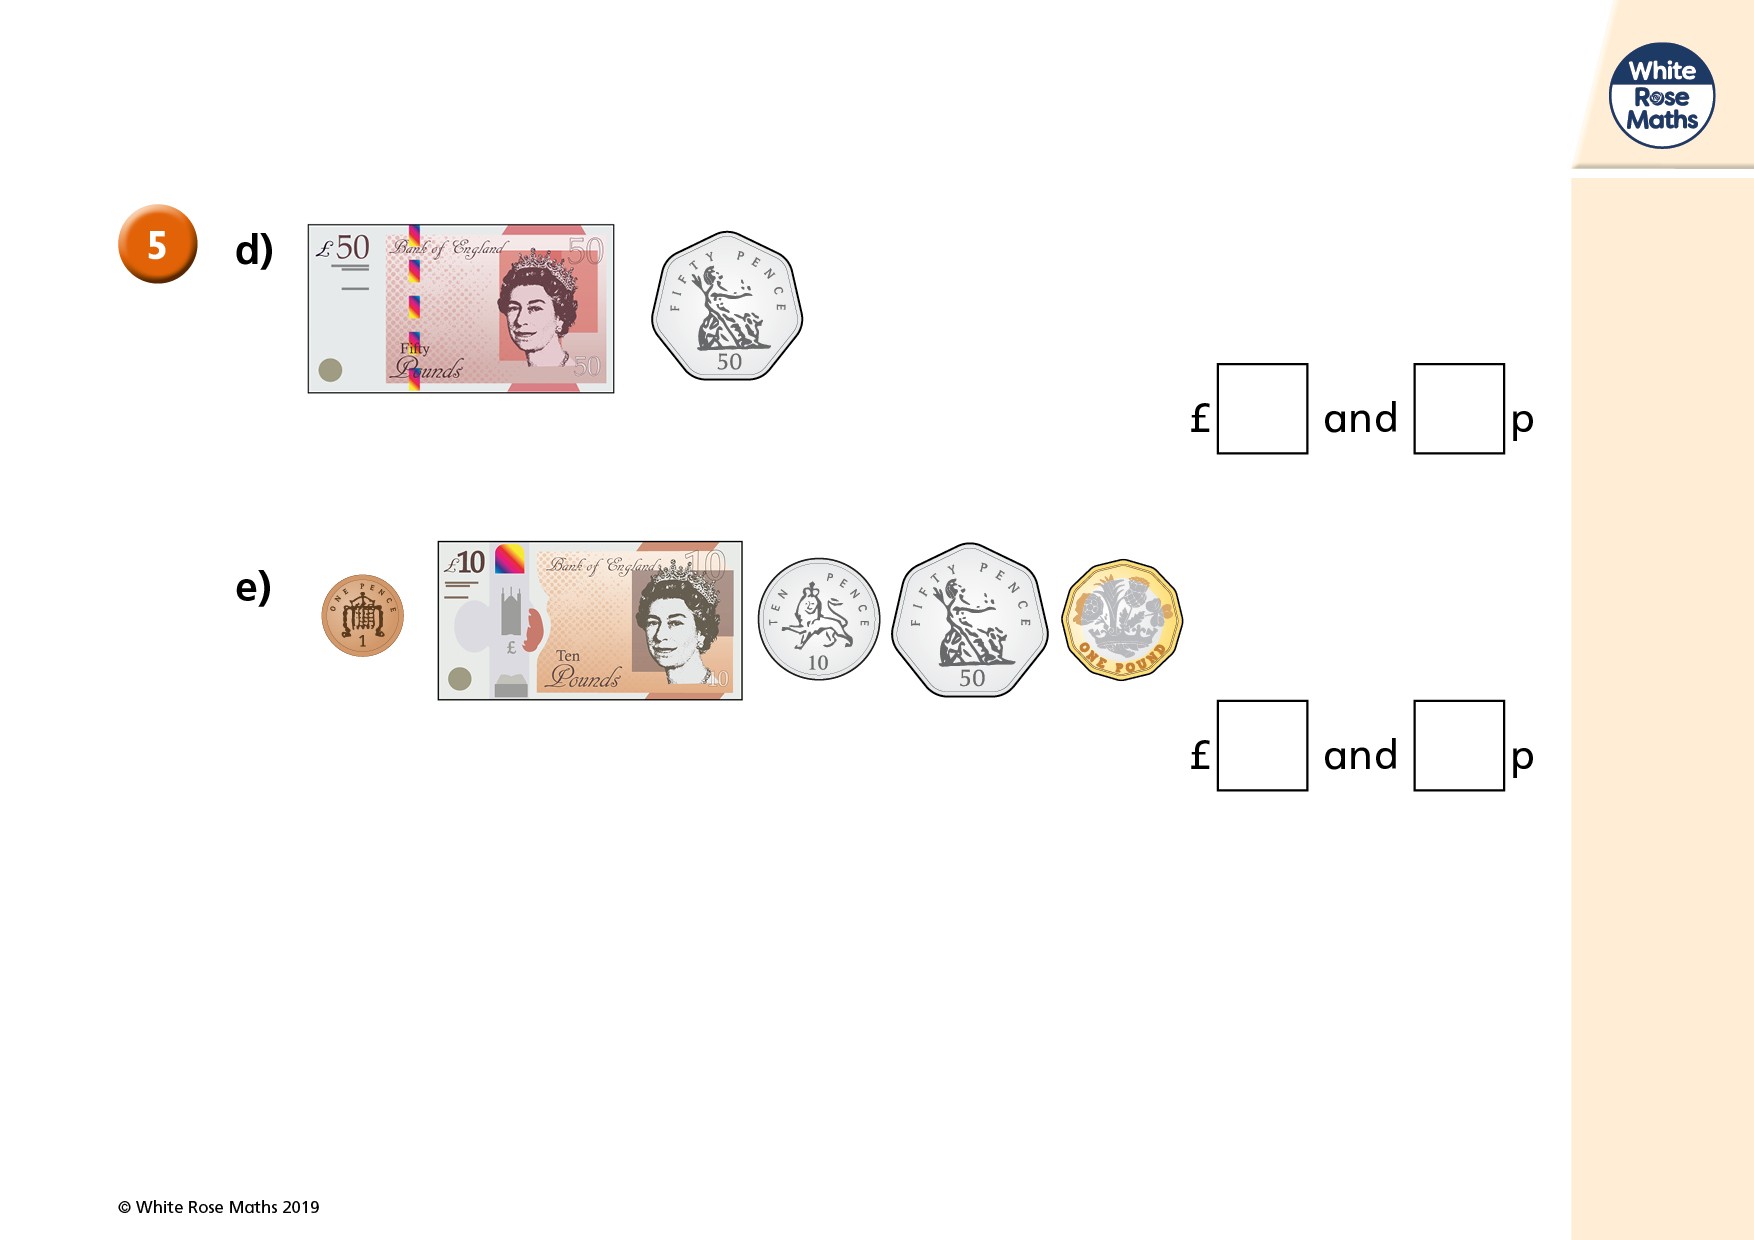 White
Rose
Maths
5
d)
£50
Bank of England
50
Fifty
Pounds
50
FIFTY PENCE
50
£ and p
e)
ONE PENCE
1
£10
Bank of England
10
£
Ten
Pounds
10
TEN PENCE
10
FIFTY PENCE
50
ONE POUND
£ and p
© White Rose Maths 2019